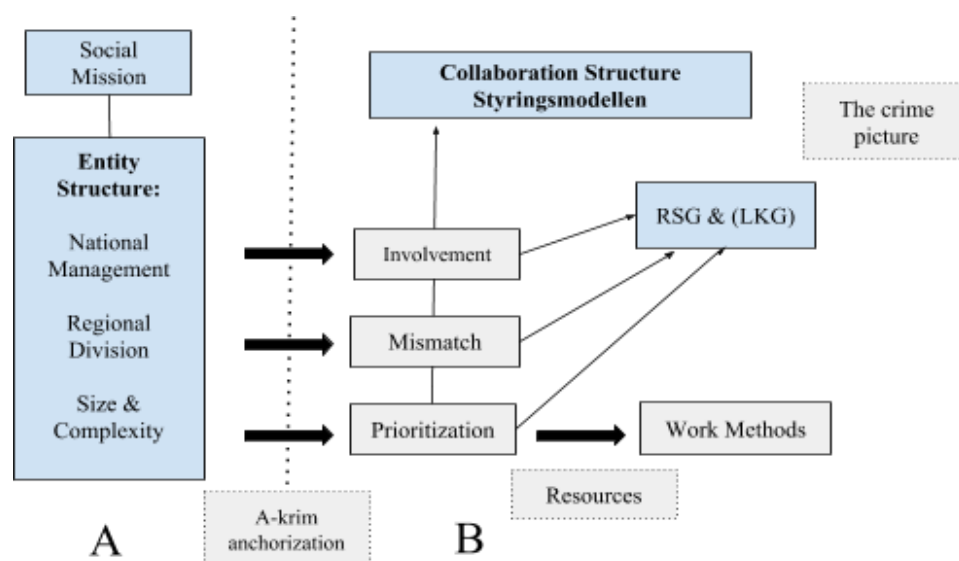 Social
Mission
Entity
Structure:
National
Management
Regional
Division
Size &
Complexity
A
A-krim
anchorization
Collaboration Structure
Styringsmodellen
The crime
picture
RSG & (LKG)
Involvement
Mismatch
Prioritization
Work Methods
Resources
B